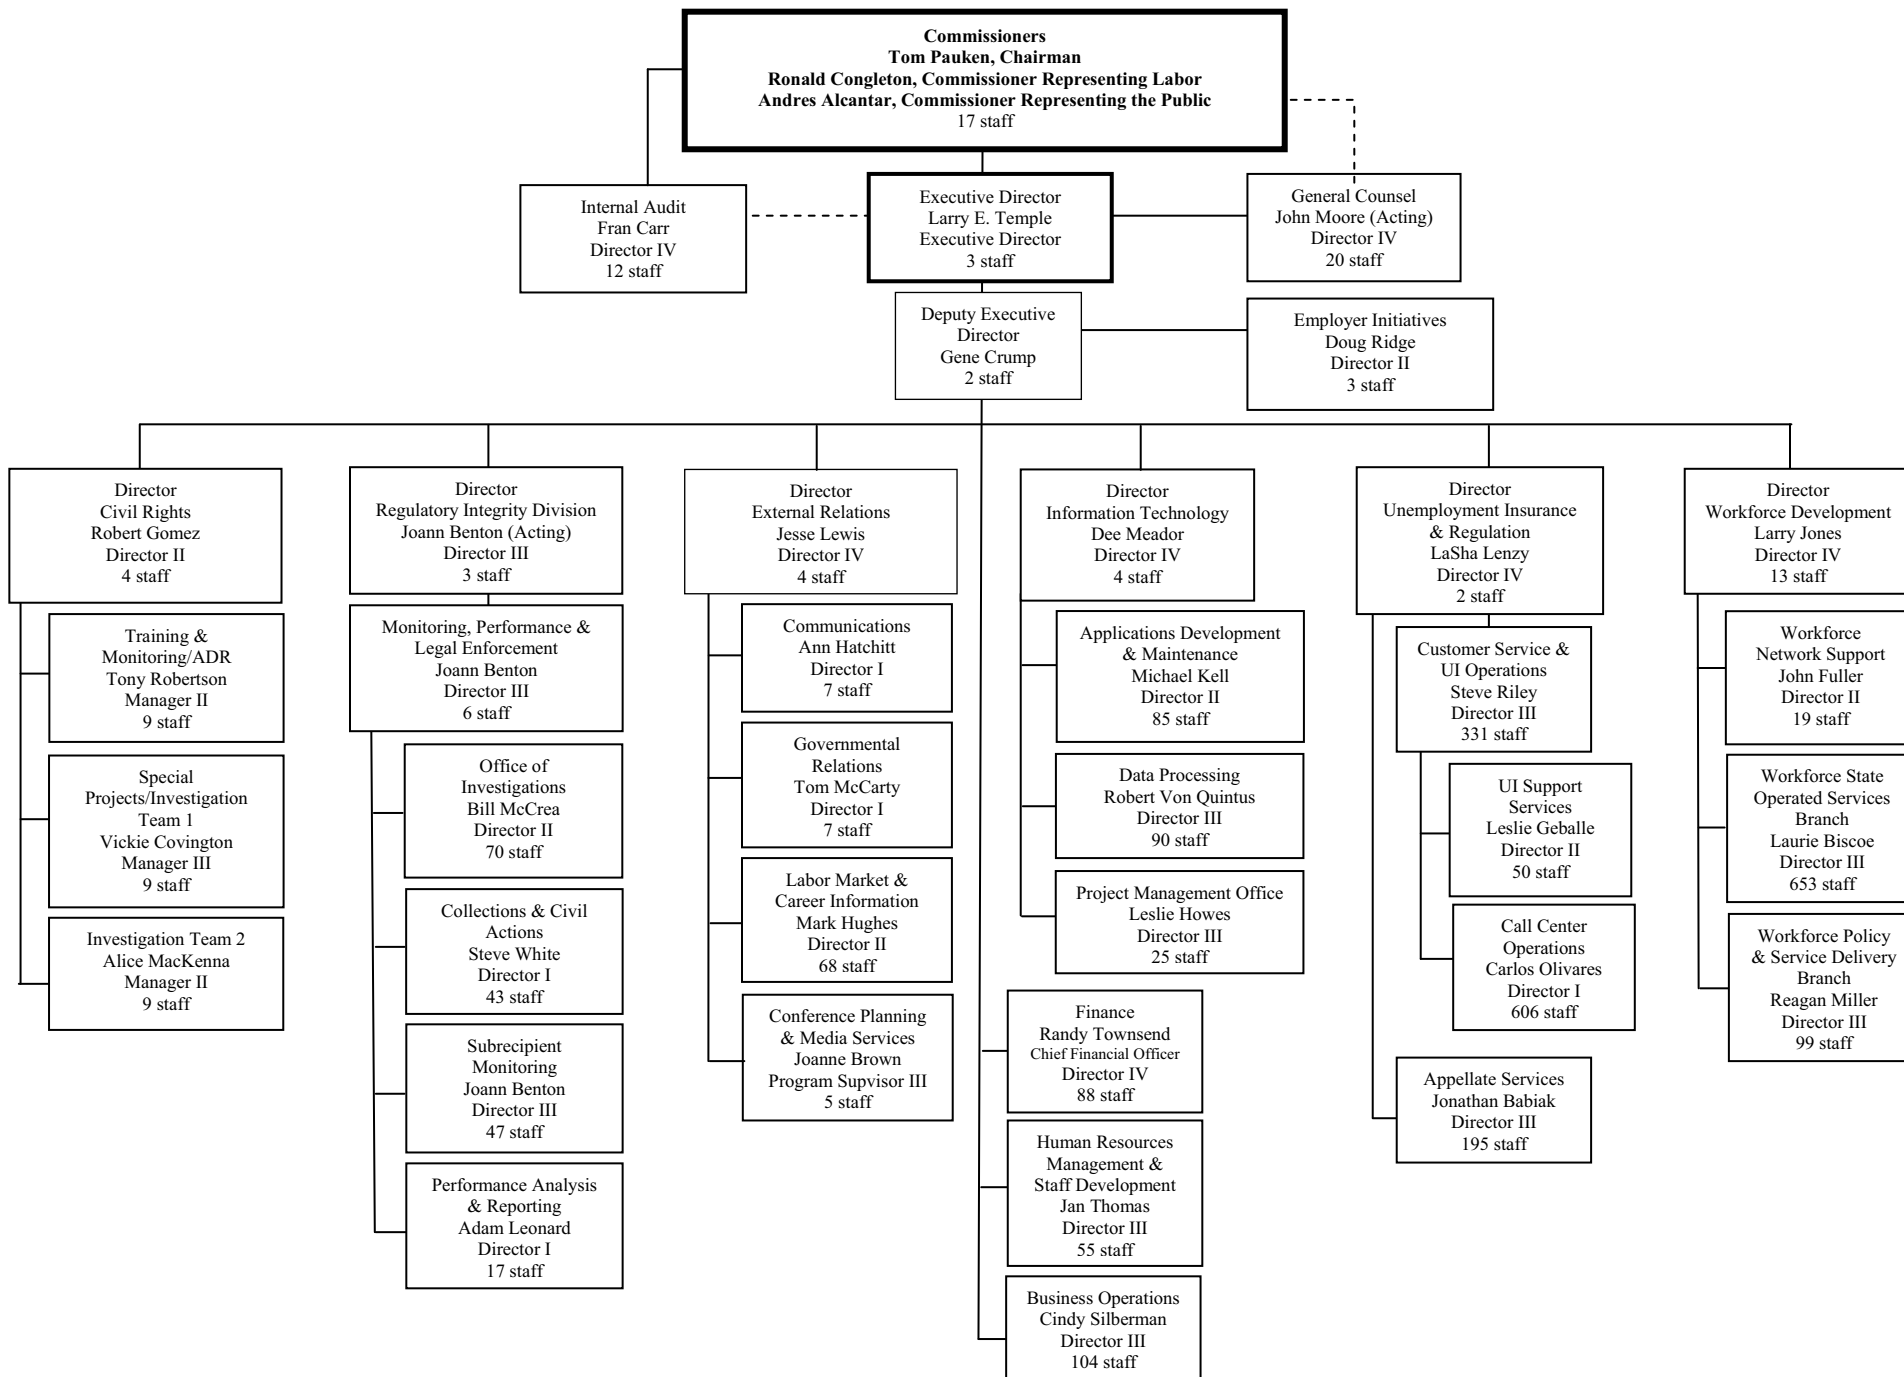 Commissioners
Tom Pauken, Chairman
Ronald Congleton, Commissioner Representing Labor
Andres Alcantar, Commissioner Representing the Public
17 staff
Internal Audit
Fran Carr
Director IV
12 staff
Executive Director
Larry E. Temple
Executive Director
3 staff
General Counsel
John Moore (Acting)
Director IV
20 staff
Deputy Executive
Director
Gene Crump
2 staff
Employer Initiatives
Doug Ridge
Director II
3 staff
Director
Civil Rights
Robert Gomez
Director II
4 staff
Training &
Monitoring/ADR
Tony Robertson
Manager II
9 staff
Special
Projects/Investigation
Team 1
Vickie Covington
Manager III
9 staff
Investigation Team 2
Alice MacKenna
Manager II
9 staff
Director
Regulatory Integrity Division
Joann Benton (Acting)
Director III
3 staff
Monitoring, Performance &
Legal Enforcement
Joann Benton
Director III
6 staff
Office of
Investigations
Bill McCrea
Director II
70 staff
Collections & Civil
Actions
Steve White
Director I
43 staff
Subrecipient
Monitoring
Joann Benton
Director III
47 staff
Performance Analysis
& Reporting
Adam Leonard
Director I
17 staff
Director
External Relations
Jesse Lewis
Director IV
4 staff
Communications
Ann Hatchitt
Director I
7 staff
Governmental
Relations
Tom McCarty
Director I
7 staff
Labor Market &
Career Information
Mark Hughes
Director II
68 staff
Conference Planning
& Media Services
Joanne Brown
Program Supvisor III
5 staff
Director
Information Technology
Dee Meador
Director IV
4 staff
Applications Development
& Maintenance
Michael Kell
Director II
85 staff
Data Processing
Robert Von Quintus
Director III
90 staff
Project Management Office
Leslie Howes
Director III
25 staff
Finance
Randy Townsend
Chief Financial Officer
Director IV
88 staff
Human Resources
Management &
Staff Development
Jan Thomas
Director III
55 staff
Business Operations
Cindy Silberman
Director III
104 staff
Director
Unemployment Insurance
& Regulation
LaSha Lenzy
Director IV
2 staff
Customer Service &
UI Operations
Steve Riley
Director III
331 staff
UI Support
Services
Leslie Geballe
Director II
50 staff
Call Center
Operations
Carlos Olivares
Director I
606 staff
Appellate Services
Jonathan Babiak
Director III
195 staff
Director
Workforce Development
Larry Jones
Director IV
13 staff
Workforce
Network Support
John Fuller
Director II
19 staff
Workforce State
Operated Services
Branch
Laurie Biscoe
Director III
653 staff
Workforce Policy
& Service Delivery
Branch
Reagan Miller
Director III
99 staff